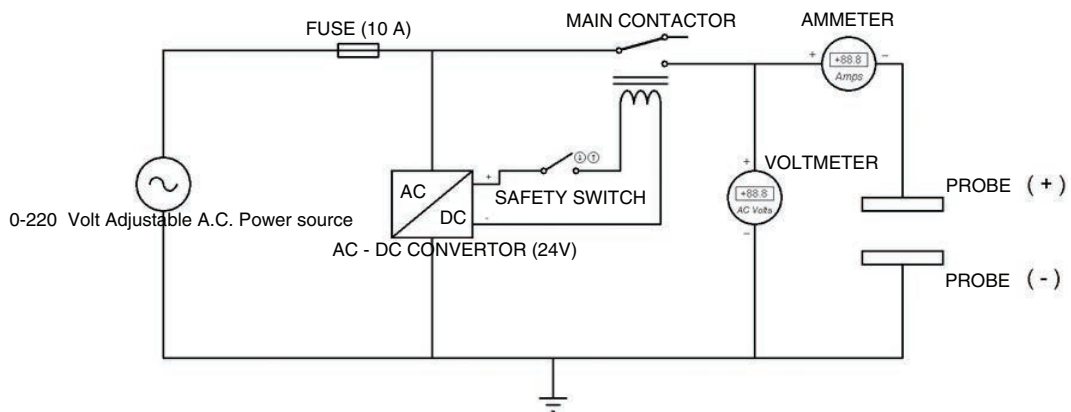 FUSE (10 A)
MAIN CONTACTOR
AMMETER
+
+88.8
-
Amps
AC
DC
+
-
SAFETY SWITCH
+
VOLTMETER
+88.8
AC Volts
-
PROBE (+)
0-220 Volt Adjustable A.C. Power source
AC - DC CONVERTOR (24V)
PROBE (-)